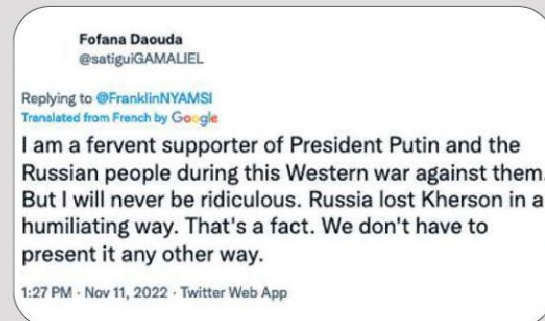 Fofana Daouda
@satiguiGAMALIEL
Replying to @FranklinNYAMSI
Translated from French by Google
I am a fervent supporter of President Putin and the
Russian people during this Western war against them.
But I will never be ridiculous. Russia lost Kherson in a
humiliating way. That's a fact. We don't have to
present it any other way.
1:27 PM · Nov 11, 2022 · Twitter Web App